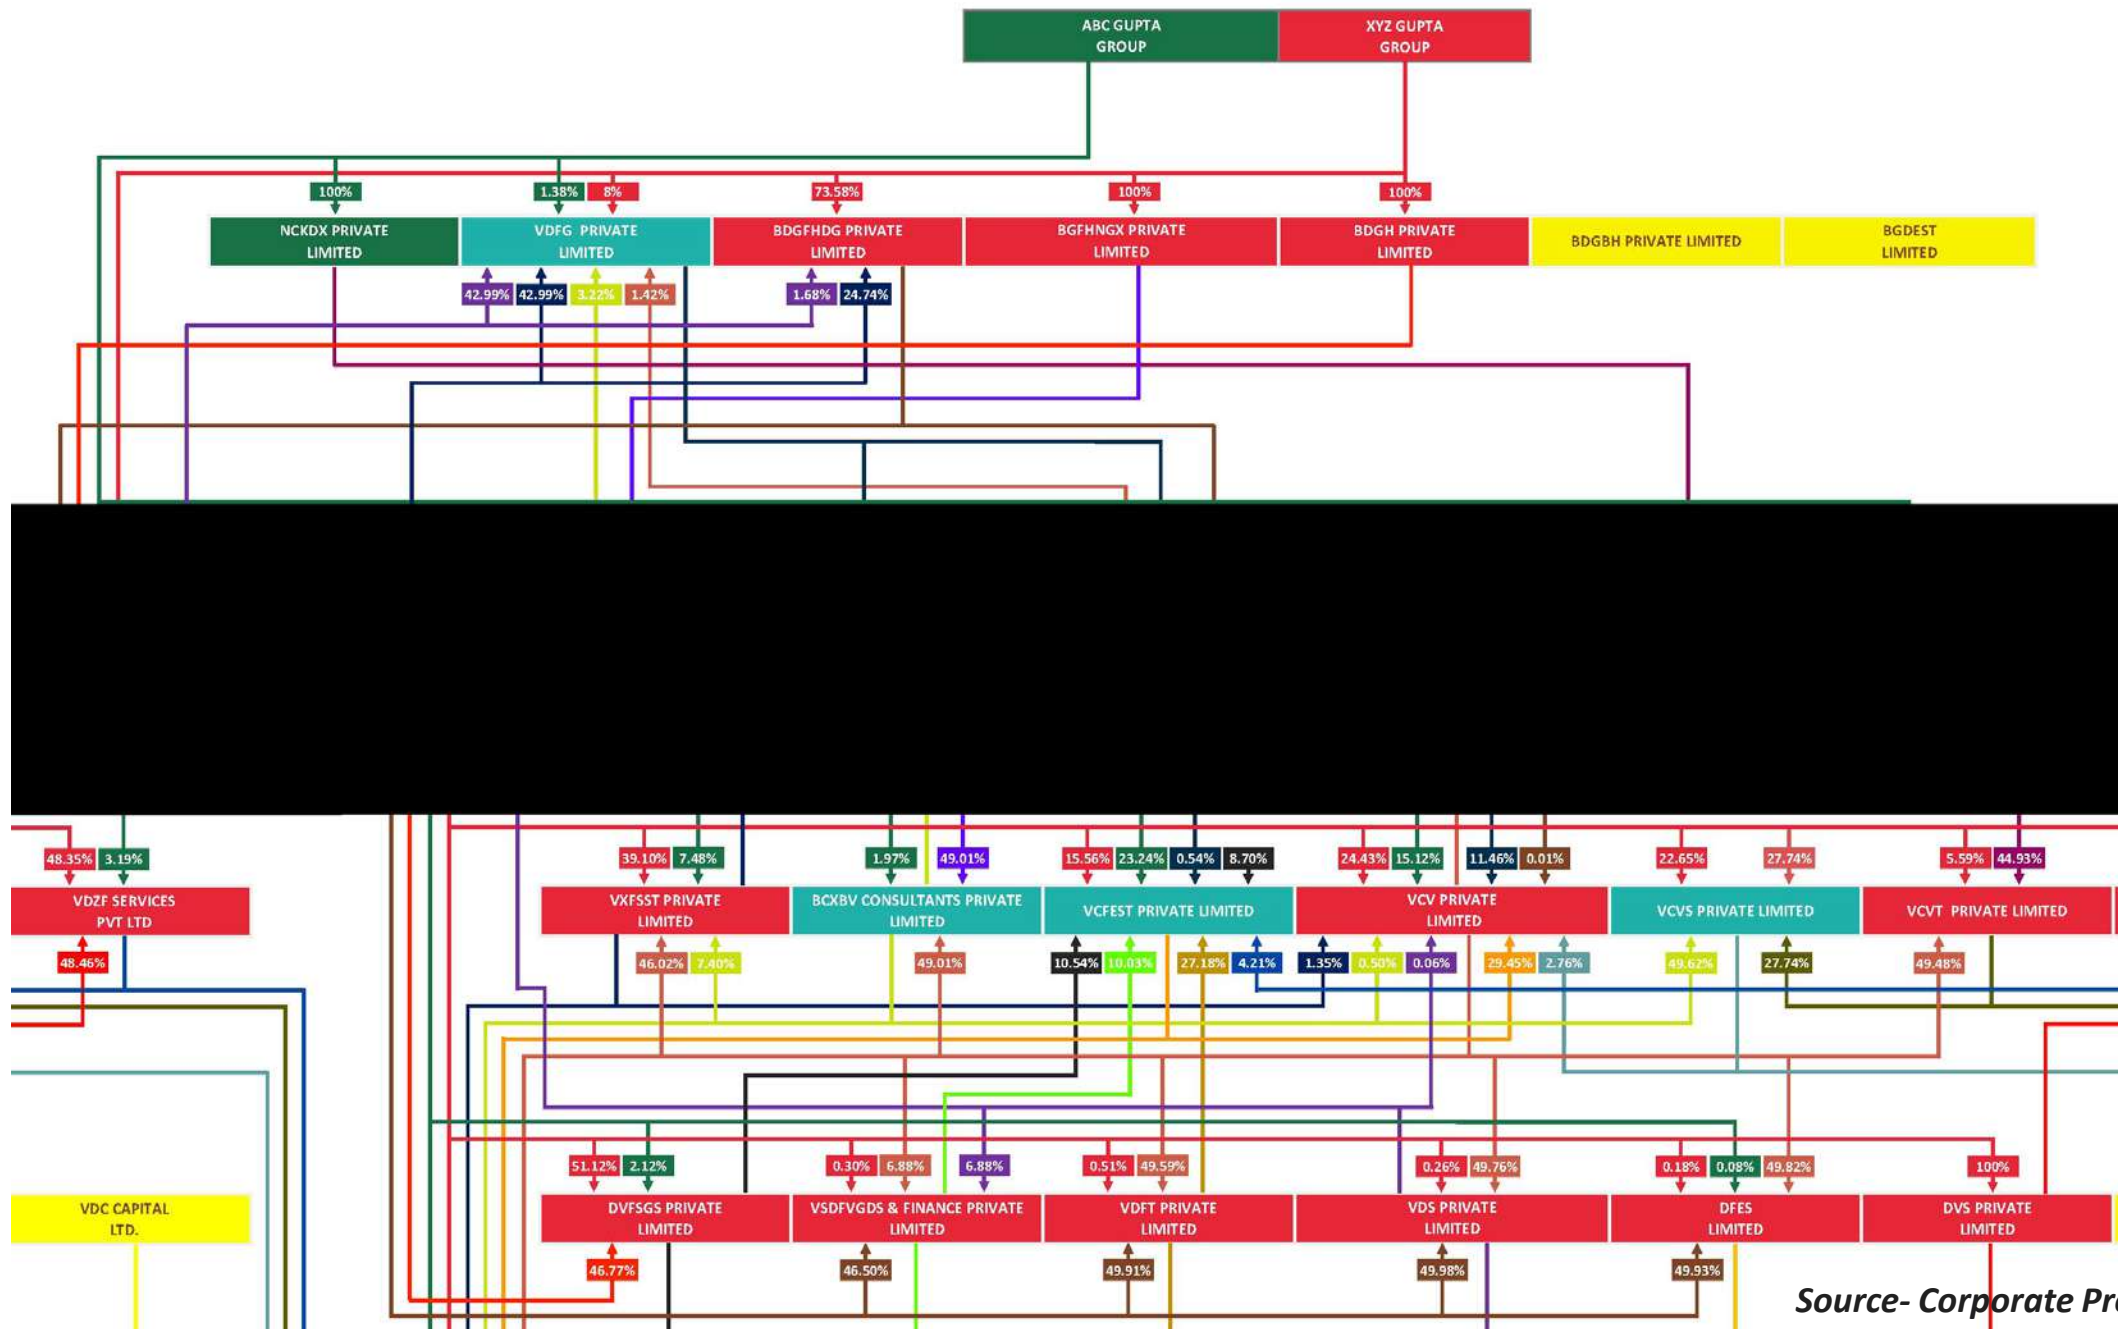 ABC GUPTA
GROUP
XYZ GUPTA
GROUP
100%
1.38%
8%
73.58%
100%
100%
NCKDX PRIVATE
LIMITED
VDFG PRIVATE
LIMITED
BDGFHDG PRIVATE
LIMITED
BGFHNGX PRIVATE
LIMITED
BDGH PRIVATE
LIMITED
BDGBH PRIVATE LIMITED
BGDEST
LIMITED
42.99%
42.99%
3.22%
1.42%
1.68%
24.74%
48.35%
3.19%
39.10%
7.48%
1.97%
49.01%
15.56%
23.24%
0.54%
8.70%
24.43%
15.12%
11.46%
0.01%
22.65%
27.74%
5.59%
44.93%
VDZF SERVICES
PVT LTD
VXFSST PRIVATE
LIMITED
BCXBV CONSULTANTS PRIVATE
LIMITED
VCFEST PRIVATE LIMITED
VCV PRIVATE
LIMITED
VCVS PRIVATE LIMITED
VCVT PRIVATE LIMITED
48.46%
46.02%
7.40%
49.01%
10.54%
10.03%
27.18%
4.21%
1.35%
0.50%
0.06%
29.45%
2.76%
49.62%
27.74%
49.48%
51.12%
2.12%
0.30%
6.88%
6.88%
0.51%
49.59%
0.26%
49.76%
0.18%
0.08%
49.82%
100%
VDC CAPITAL
LTD.
DVFSGS PRIVATE
LIMITED
VSDFVGDS & FINANCE PRIVATE
LIMITED
VDFT PRIVATE
LIMITED
VDS PRIVATE
LIMITED
DFES
LIMITED
DVS PRIVATE
LIMITED
46.77%
46.50%
49.91%
49.98%
49.93%
Source- Corporate Pr